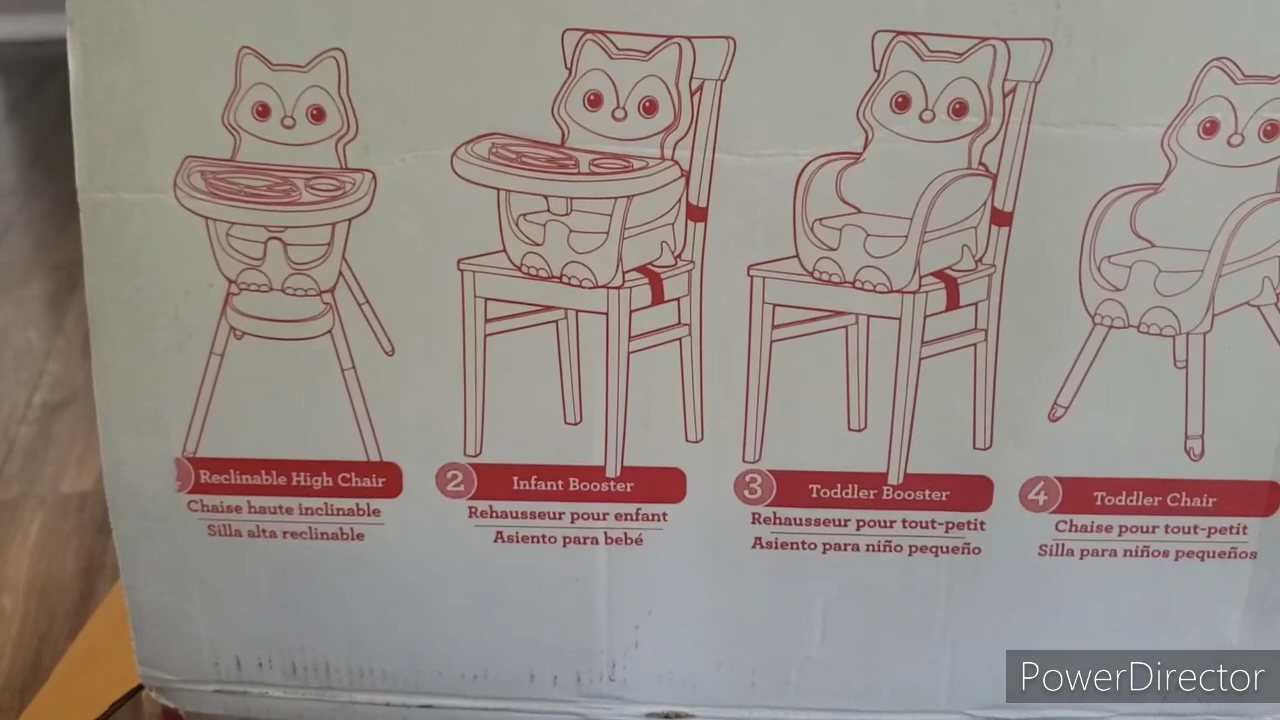 Reclinable High Chair
Chaise haute inclinable
Silla alta reclinable
2 Infant Booster
Rehausseur pour enfant
Asiento para bebé
3 Toddler Booster
Rehausseur pour tout-petit
Asiento para niño pequeño
4 Toddler Chair
Chaise pour tout-petit
Silla para niños pequeños
PowerDirector